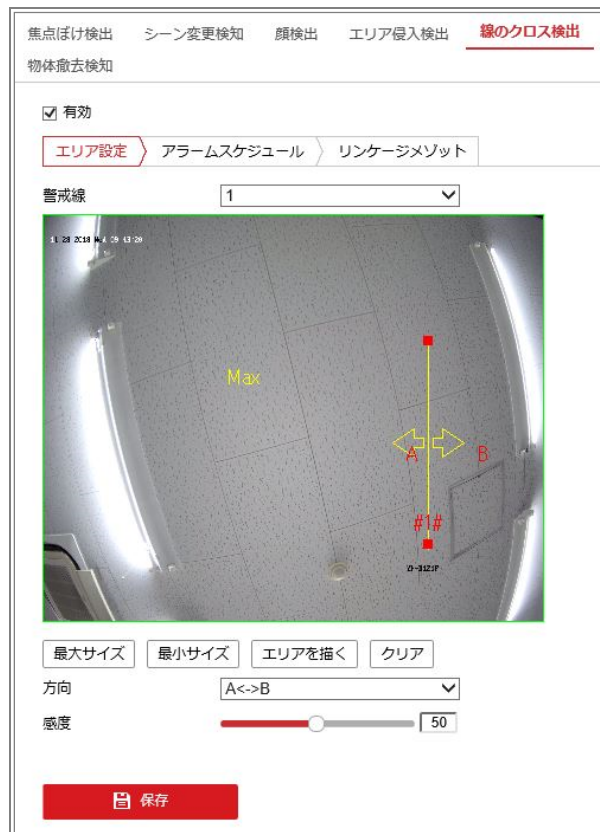 焦点ぼけ検出 シーン変更検知 顔検出 エリア侵入検出 線のクロス検出
物体撤去検知
有効
エリア設定 アラームスケジュール リンケージメゾット
警戒線 1
Max
A B
#1#
最大サイズ 最小サイズ エリアを描く クリア
方向 A<->B
感度 50
保存